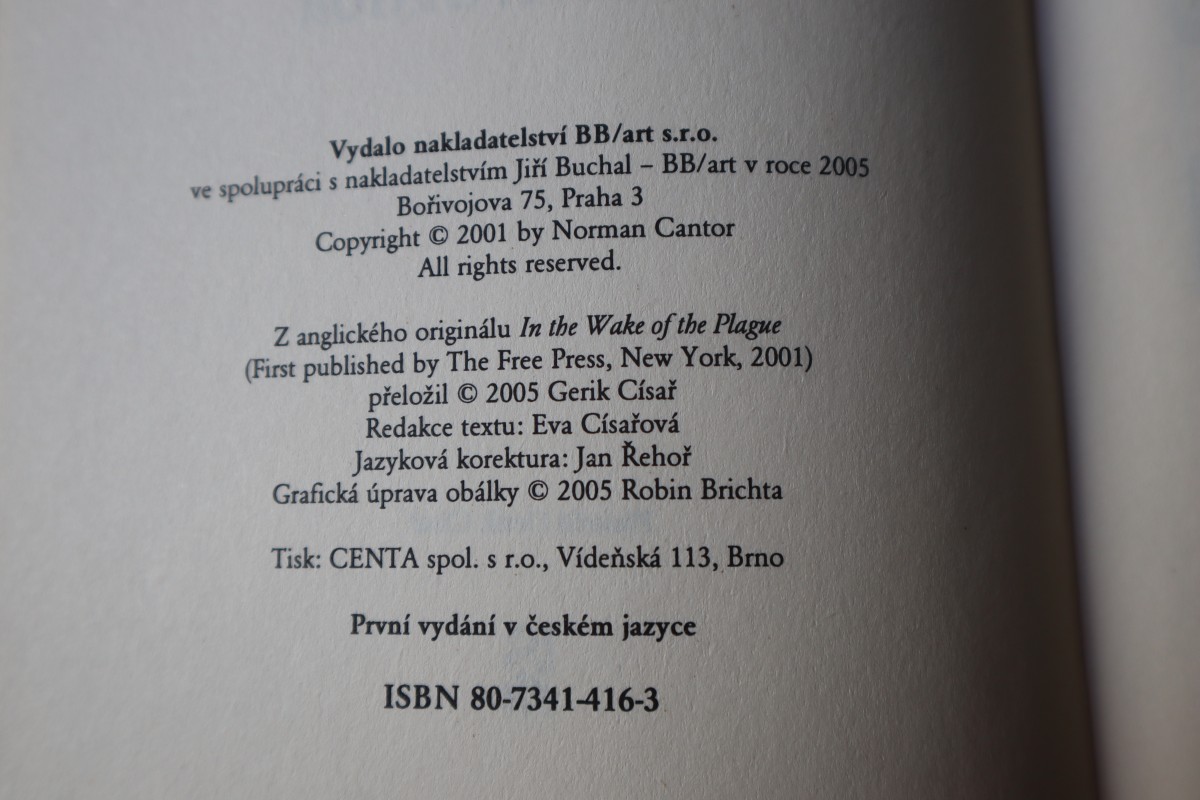 Vydalo nakladatelství BB/art s.r.o.
ve spolupráci s nakladatelstvím Jiří Buchal – BB/art v roce 2005
Bořivojova 75, Praha 3
Copyright © 2001 by Norman Cantor
All rights reserved.
Z anglického originálu In the Wake of the Plague
(First published by The Free Press, New York, 2001)
přeložil © 2005 Gerik Císař
Redakce textu: Eva Císařová
Jazyková korektura: Jan Řehoř
Grafická úprava obálky © 2005 Robin Brichta
Tisk: CENTA spol. s r.o., Vídeňská 113, Brno
První vydání v českém jazyce
ISBN 80-7341-416-3